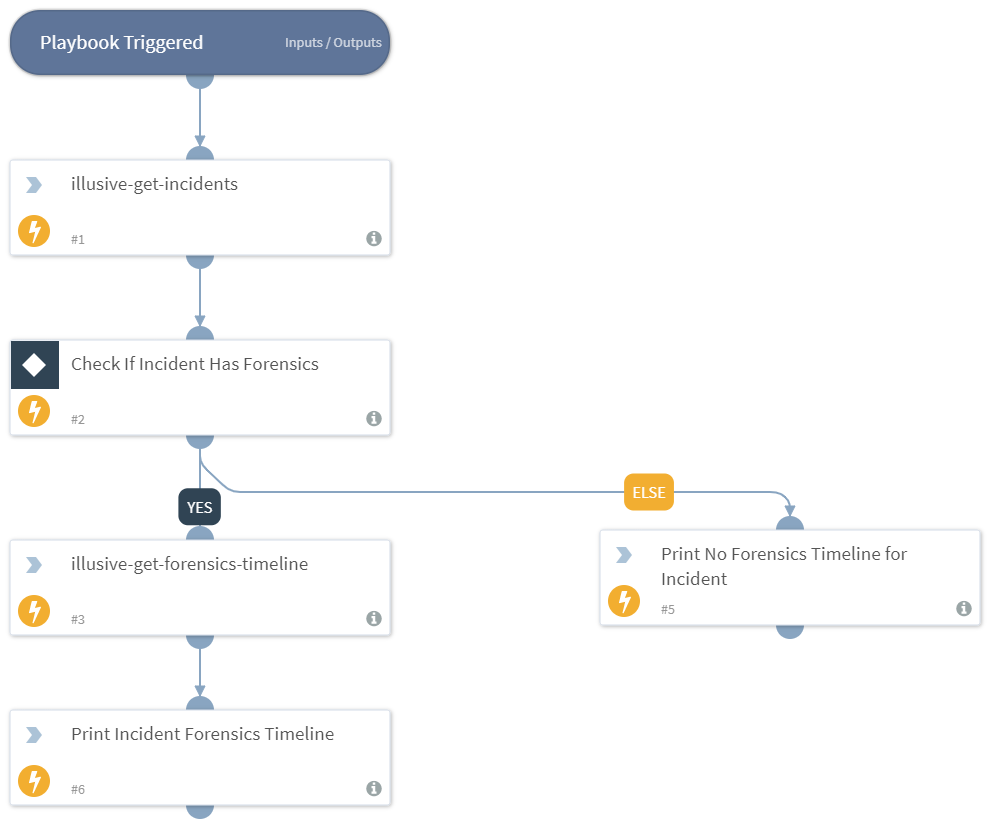 Playbook Triggered
Inputs / Outputs
illusive-get-incidents
#1
Check If Incident Has Forensics
#2
YES
ELSE
illusive-get-forensics-timeline
#3
Print No Forensics Timeline for
Incident
#5
Print Incident Forensics Timeline
#6